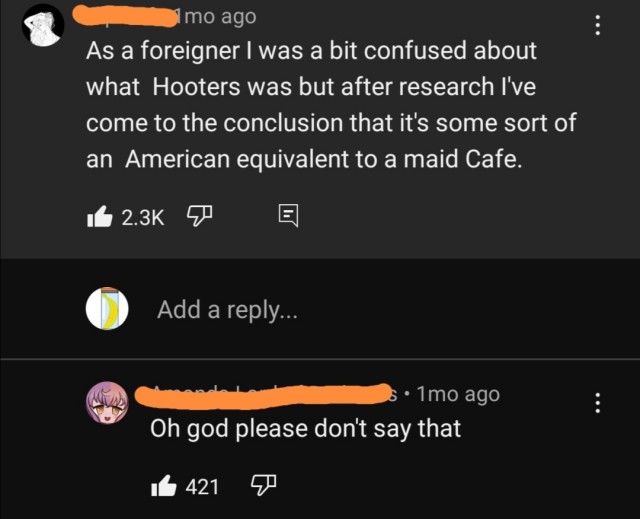 1mo ago
As a foreigner I was a bit confused about
what Hooters was but after research I've
come to the conclusion that it's some sort of
an American equivalent to a maid Cafe.
2.3K
Add a reply...
s • 1mo ago
Oh god please don't say that
421